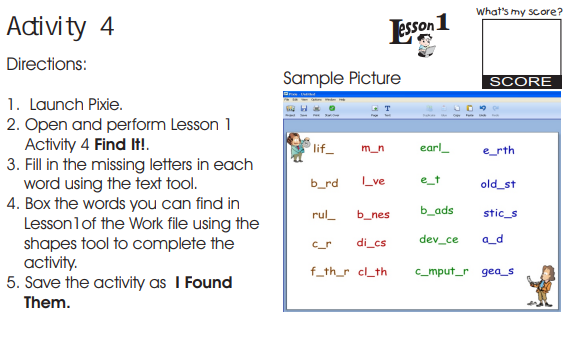 Activity 4
Lesson 1
What's my score?
SCORE
Directions:
1. Launch Pixie.
2. Open and perform Lesson 1
Activity 4 Find It!.
3. Fill in the missing letters in each
word using the text tool.
4. Box the words you can find in
Lesson1of the Work file using the
shapes tool to complete the
activity.
5. Save the activity as I Found
Them.
Sample Picture
lif_ m_n earl_ e_rth
b_rd l_ve e_t old_st
rul_ b_nes b_ads stic_s
c_r di_cs dev_ce a_d
f_th_r cl_th c_mput_r gea_s